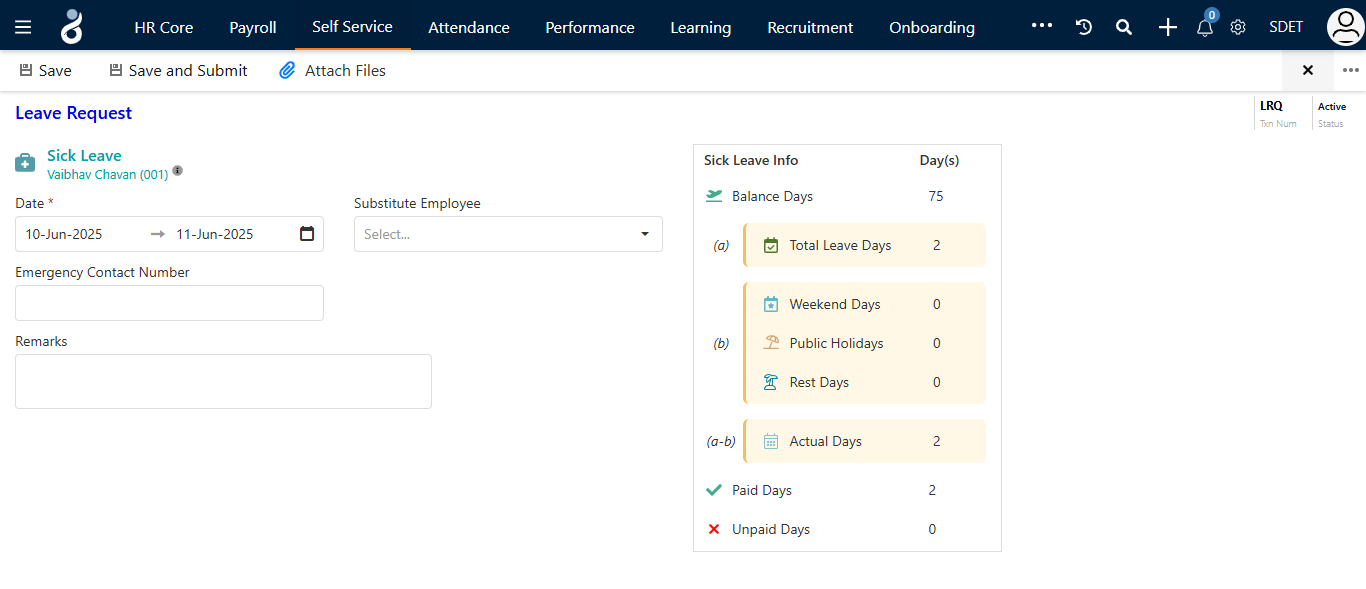 HR Core Payroll Self Service Attendance Performance Learning Recruitment Onboarding ••• 0 SDET
Save Save and Submit Attach Files
Leave Request
LRQ Active
Txn Num Status
Sick Leave
Vaibhav Chavan (001)
Date * Substitute Employee
10-Jun-2025 11-Jun-2025 Select...
Emergency Contact Number
Remarks
Sick Leave Info Day(s)
Balance Days 75
(a) Total Leave Days 2
Weekend Days 0
(b) Public Holidays 0
Rest Days 0
(a-b) Actual Days 2
Paid Days 2
Unpaid Days 0